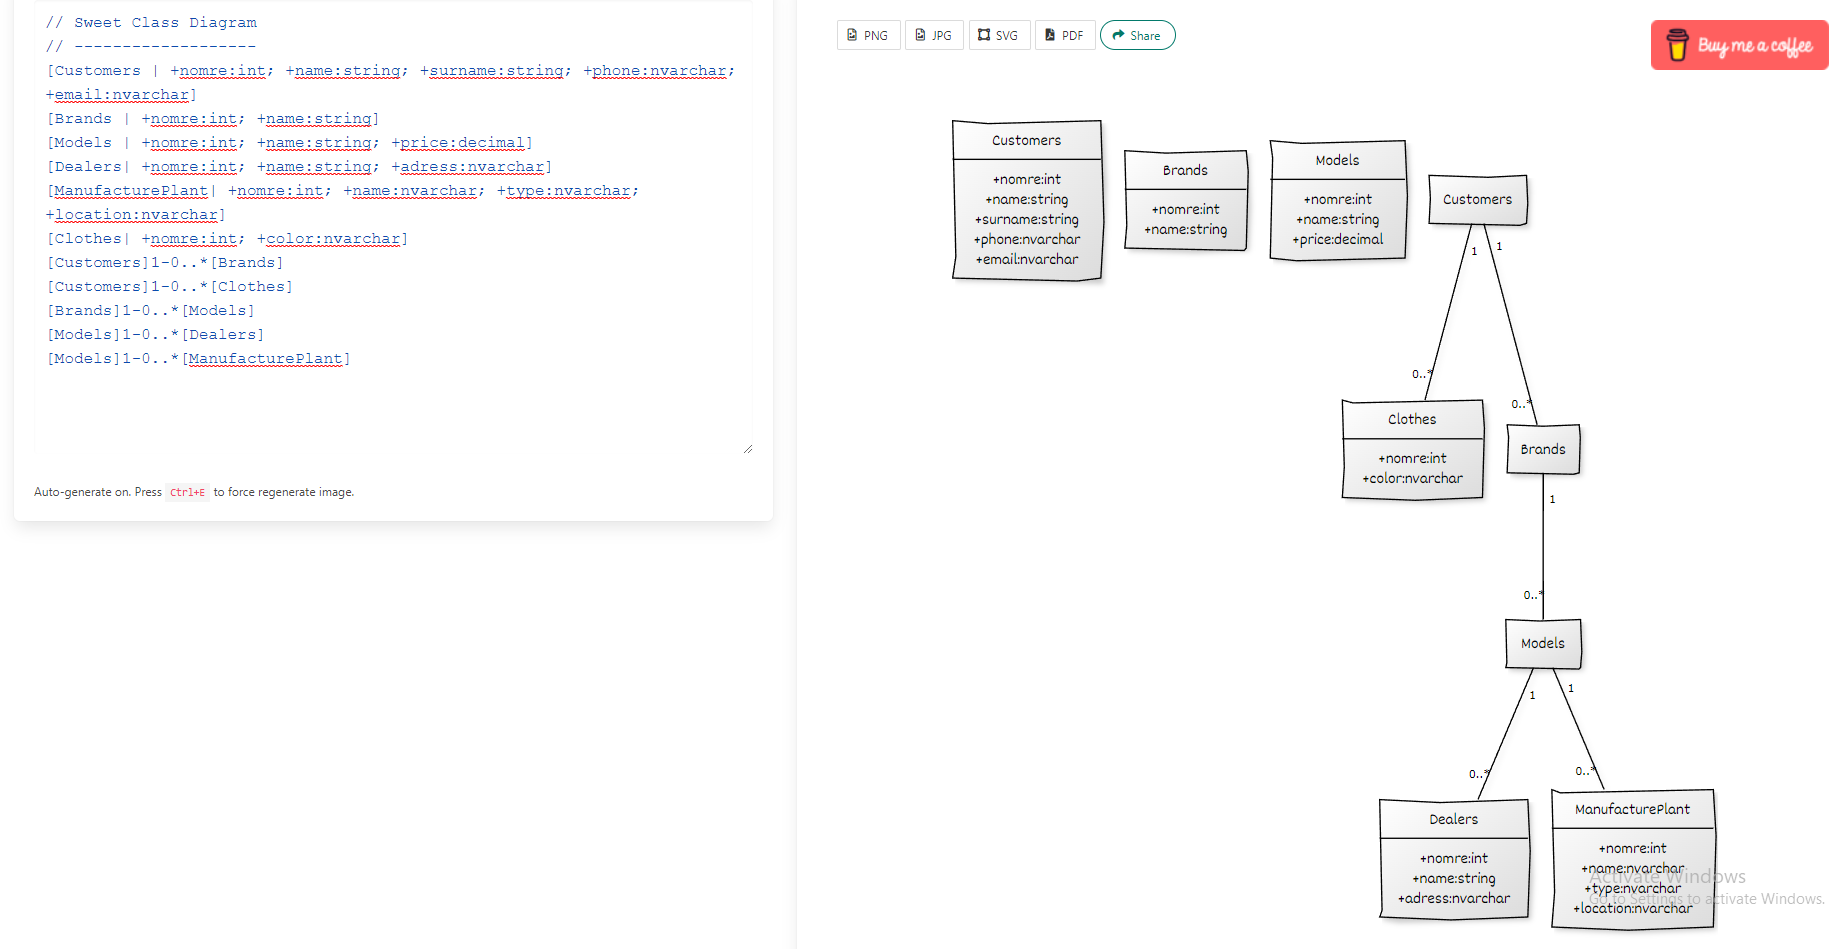 // Sweet Class Diagram
// -------------------
[Customers | +nomre:int; +name:string; +surname:string; +phone:nvarchar;
+email:nvarchar]
[Brands | +nomre:int; +name:string]
[Models | +nomre:int; +name:string; +price:decimal]
[Dealers| +nomre:int; +name:string; +adress:nvarchar]
[ManufacturePlant| +nomre:int; +name:nvarchar; +type:nvarchar;
+location:nvarchar]
[Clothes| +nomre:int; +color:nvarchar]
[Customers]1-0..*[Brands]
[Customers]1-0..*[Clothes]
[Brands]1-0..*[Models]
[Models]1-0..*[Dealers]
[Models]1-0..*[ManufacturePlant]
Auto-generate on. Press Ctrl+E to force regenerate image.
PNG
JPG
SVG
PDF
Share
Buy me a coffee
Customers
+nomre:int
+name:string
+surname:string
+phone:nvarchar
+email:nvarchar
Brands
+nomre:int
+name:string
Models
+nomre:int
+name:string
+price:decimal
Customers
1
1
0..*
0..*
Clothes
+nomre:int
+color:nvarchar
Brands
1
0..*
Models
1
1
0..*
0..*
Dealers
+nomre:int
+name:string
+adress:nvarchar
ManufacturePlant
+nomre:int
+name:nvarchar
+type:nvarchar
+location:nvarchar
Activate Windows
Go to Settings to activate Windows.